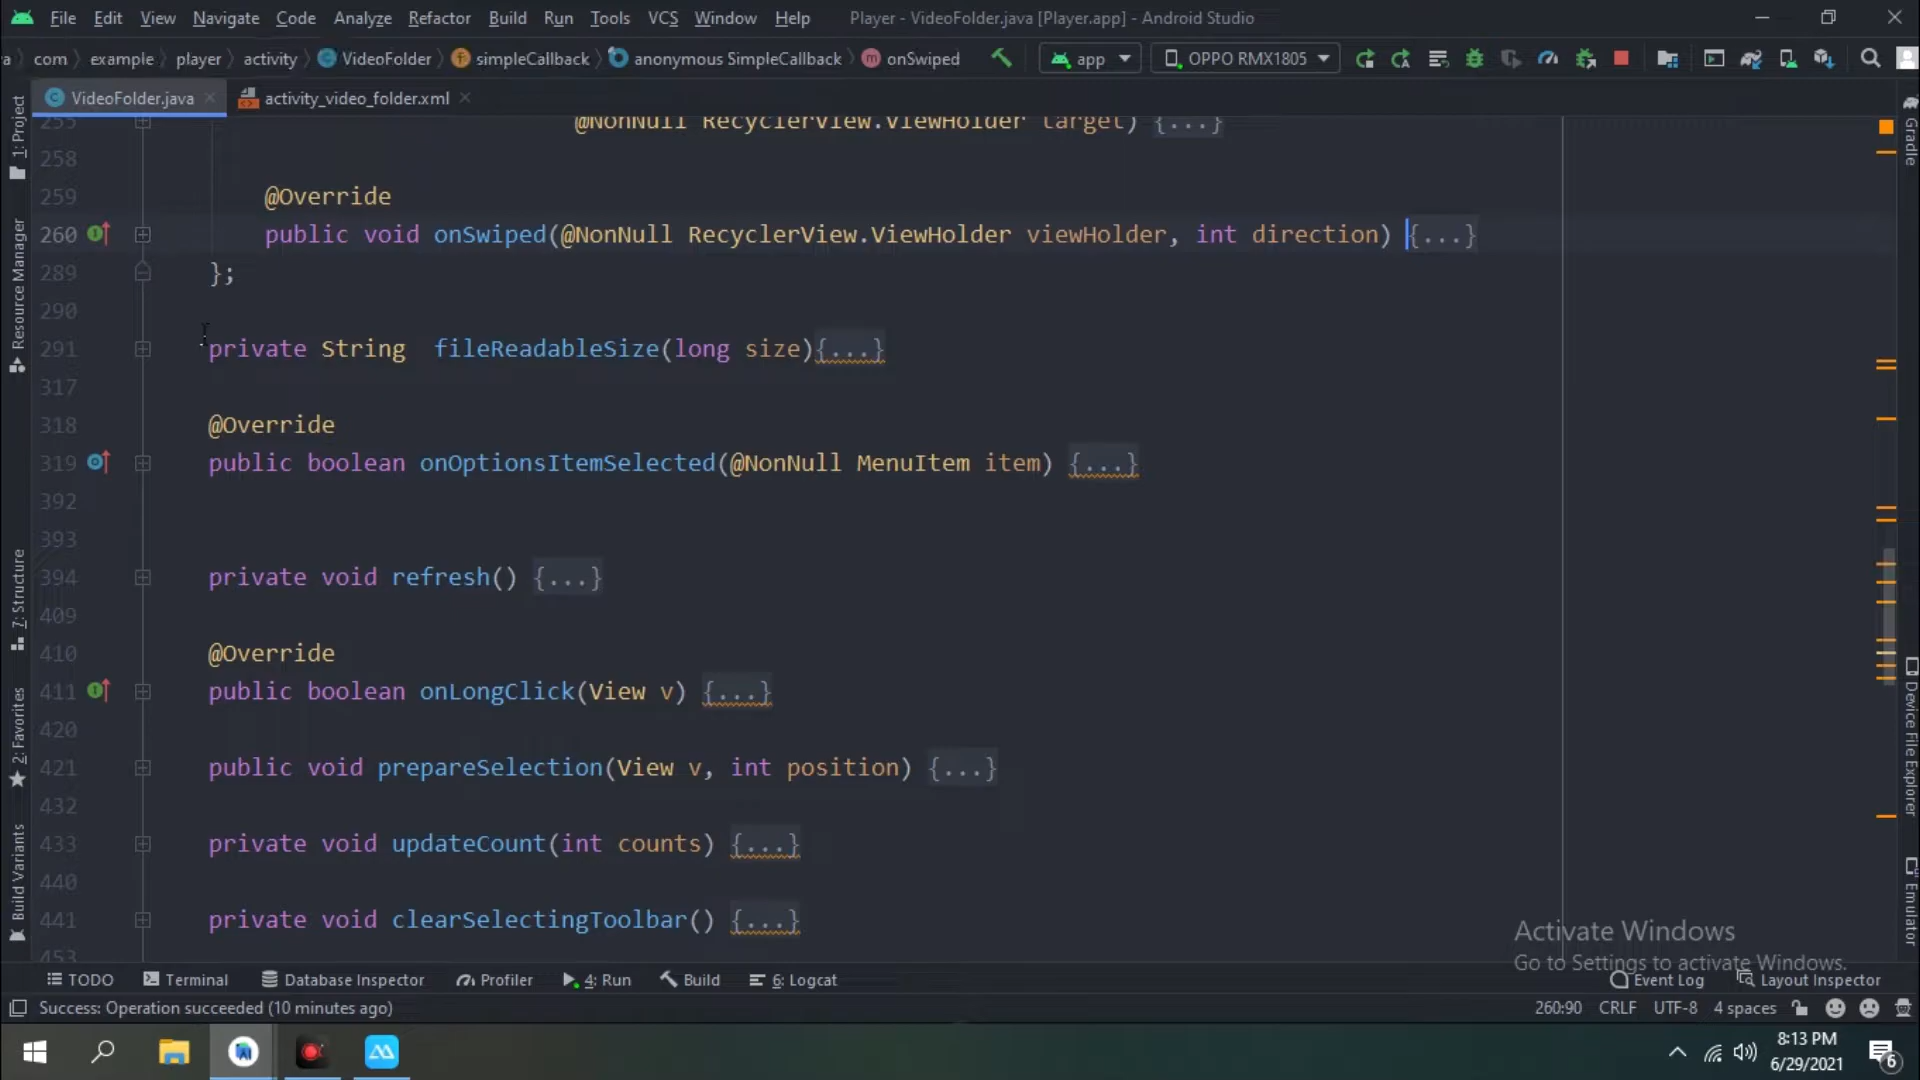 File Edit View Navigate Code Analyze Refactor Build Run Tools VCS Window Help Player - VideoFolder.java [Player.app] - Android Studio
com example player activity VideoFolder simpleCallback anonymous SimpleCallback onSwiped app OPPO RMX1805
VideoFolder.java activity_video_folder.xml
255 @NonNull RecyclerView.ViewHolder target) {...}
258
259 @Override
260 public void onSwiped(@NonNull RecyclerView.ViewHolder viewHolder, int direction) {...}
289 };
290
291 private String fileReadableSize(long size){...}
317
318 @Override
319 public boolean onOptionsItemSelected(@NonNull MenuItem item) {...}
392
393
394 private void refresh() {...}
409
410 @Override
411 public boolean onLongClick(View v) {...}
420
421 public void prepareSelection(View v, int position) {...}
432
433 private void updateCount(int counts) {...}
440
441 private void clearSelectingToolbar() {...}
453
1: Project
Resource Manager
7: Structure
2: Favorites
Build Variants
Gradle
Device File Explorer
Emulator
Activate Windows
Go to Settings to activate Windows.
TODO Terminal Database Inspector Profiler 4: Run Build 6: Logcat Event Log Layout Inspector
Success: Operation succeeded (10 minutes ago) 260:90 CRLF UTF-8 4 spaces
8:13 PM
6/29/2021
6